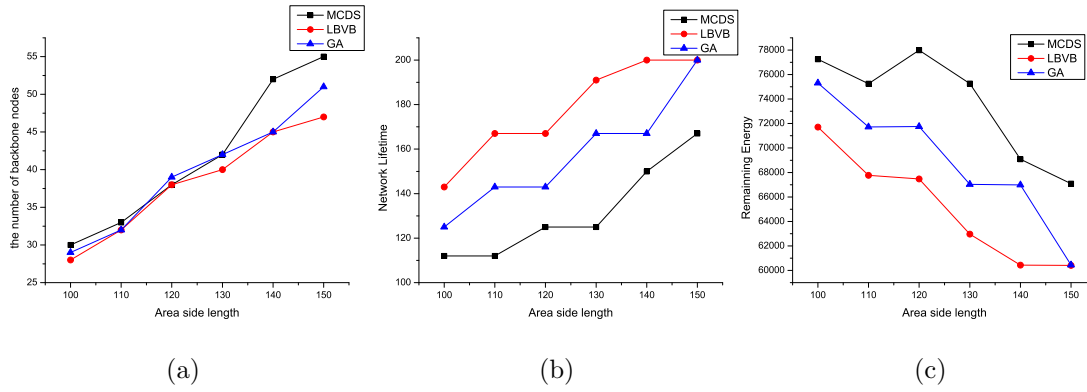 MCDS
LBVB
GA
the number of backbone nodes
55
50
45
40
35
30
25
100 110 120 130 140 150
Area side length
(a)
MCDS
LBVB
GA
Network Lifetime
200
180
160
140
120
100
100 110 120 130 140 150
Area side length
(b)
MCDS
LBVB
GA
Remainning Energy
78000
76000
74000
72000
70000
68000
66000
64000
62000
60000
100 110 120 130 140 150
Area side length
(c)